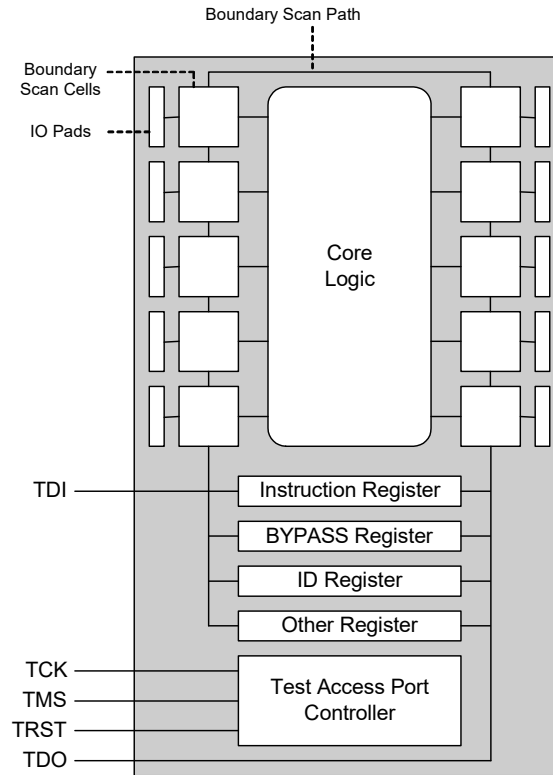 Boundary Scan Path
Boundary
Scan Cells
IO Pads
Core
Logic
TDI
Instruction Register
BYPASS Register
ID Register
Other Register
TCK
TMS
TRST
TDO
Test Access Port
Controller